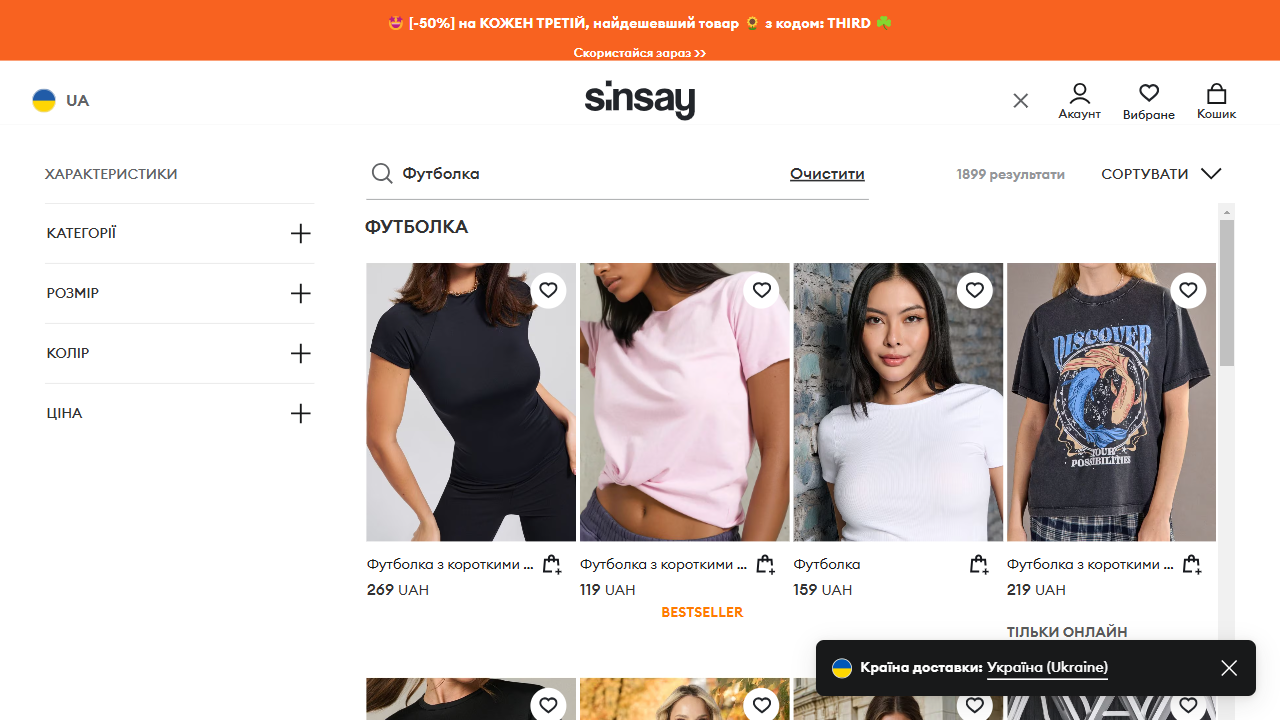 🤩 [-50%] на КОЖЕН ТРЕТІЙ, найдешевший товар 🌻 з кодом: THIRD ☘️
Скористайся зараз >>
UA
sinsay
Акаунт
Вибране
Кошик
ХАРАКТЕРИСТИКИ
Футболка
Очистити
1899 результати
СОРТУВАТИ
КАТЕГОРІЇ
РОЗМІР
КОЛІР
ЦІНА
ФУТБОЛКА
DISCOVER
YOUR
POSSIBILITIES
Футболка з короткими ...
269 UAH
Футболка з короткими ...
119 UAH
BESTSELLER
Футболка
159 UAH
Футболка з короткими ...
219 UAH
ТІЛЬКИ ОНЛАЙН
Країна доставки: Україна (Ukraine)